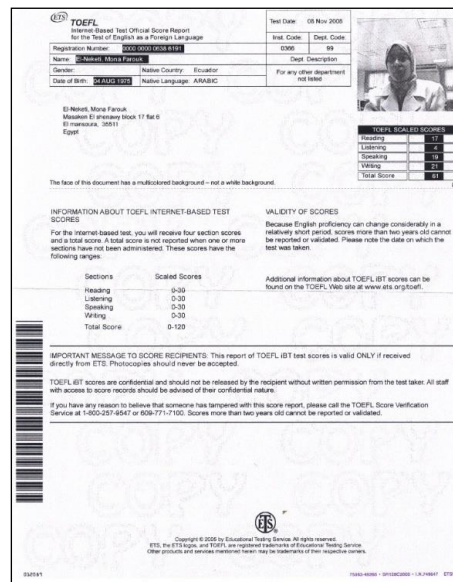 ETS TOEFL
Internet-Based Test Official Score Report
for the Test of English as a Foreign Language
Test Date: 05 Nov 2005
Inst. Code: Dept. Code:
Registration Number: 0000 0000 0638 8191
0366 99
Name: El-Neketi, Mona Farouk
Dept. Description
Gender: Native Country: Ecuador
For any other department
not listed
Date of Birth: 04 AUG 1976 Native Language: ARABIC
El-Neketi, Mona Farouk
Masaken El shenawy block 17 flat 6
El mansoura, 35511
Egypt
TOEFL SCALED SCORES
Reading 17
Listening 4
Speaking 19
Writing 21
Total Score 61
The face of this document has a multicolored background – not a white background.
INFORMATION ABOUT TOEFL INTERNET-BASED TEST
SCORES
For the Internet-based test, you will receive four section scores
and a total score. A total score is not reported when one or more
sections have not been administered. These scores have the
following ranges:
Sections Scaled Scores
Reading 0-30
Listening 0-30
Speaking 0-30
Writing 0-30
Total Score 0-120
VALIDITY OF SCORES
Because English proficiency can change considerably in a
relatively short period, scores more than two years old cannot
be reported or validated. Please note the date on which the
test was taken.
Additional information about TOEFL iBT scores can be
found on the TOEFL Web site at www.ets.org/toefl.
IMPORTANT MESSAGE TO SCORE RECIPIENTS: This report of TOEFL iBT test scores is valid ONLY if received
directly from ETS. Photocopies should never be accepted.
TOEFL iBT scores are confidential and should not be released by the recipient without written permission from the test taker. All staff
with access to score records should be advised of their confidential nature.
If you have any reason to believe that someone has tampered with this score report, please call the TOEFL Score Verification
Service at 1-800-257-9547 or 609-771-7100. Scores more than two years old cannot be reported or validated.
COPY COPY COPY
ETS
Copyright © 2005 by Educational Testing Service. All rights reserved.
ETS, the ETS logos, and TOEFL are registered trademarks of Educational Testing Service.
Other products and services mentioned herein may be trademarks of their respective owners.